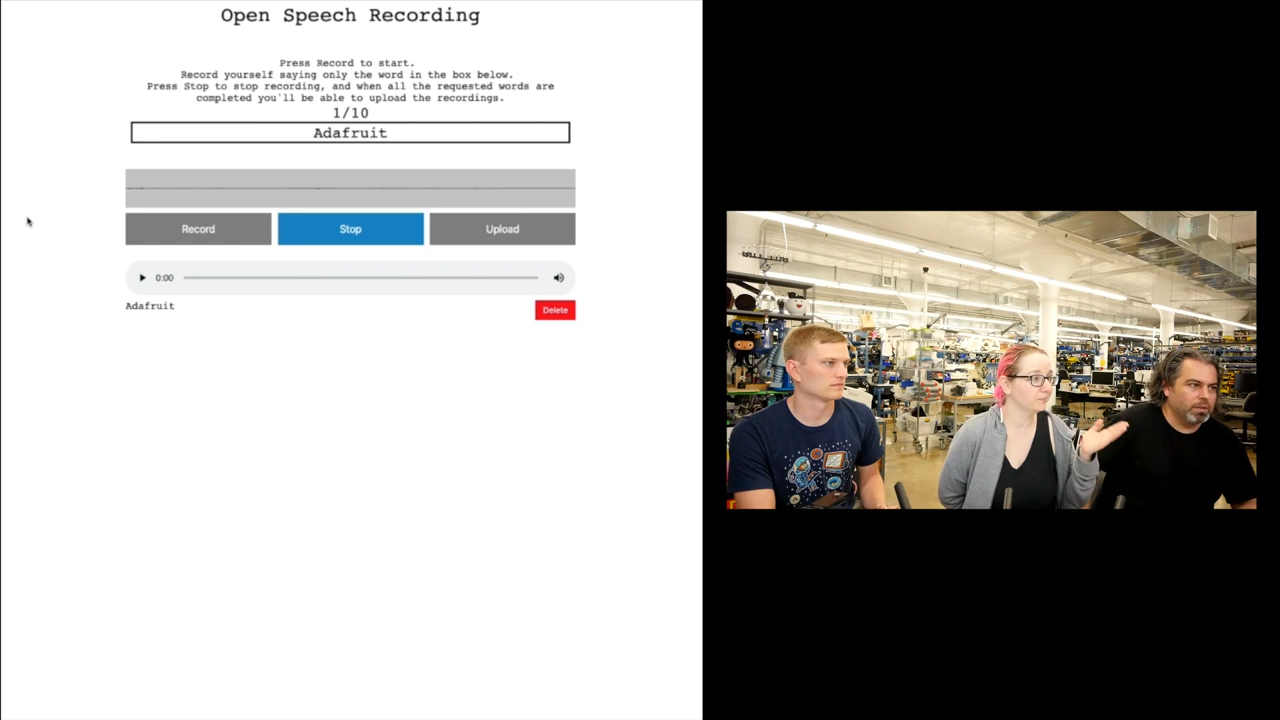 Open Speech Recording
Press Record to start.
Record yourself saying only the word in the box below.
Press Stop to stop recording, and when all the requested words are
completed you'll be able to upload the recordings.
1/10
Adafruit
Record
Stop
Upload
0:00
Adafruit
Delete